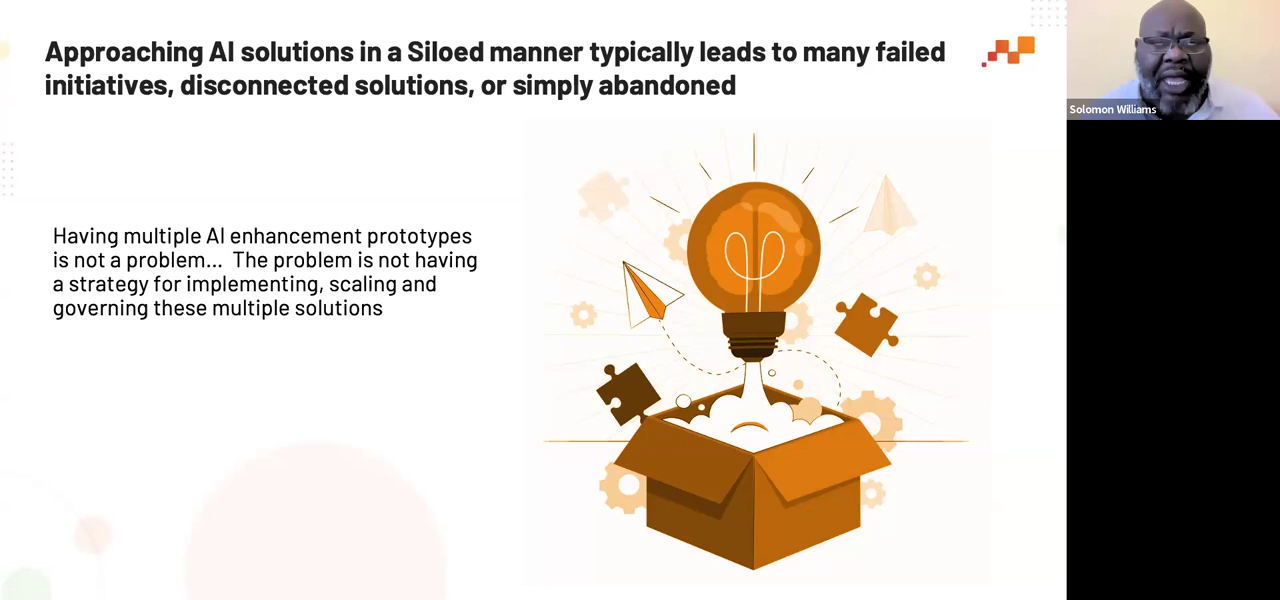 Approaching AI solutions in a Siloed manner typically leads to many failed
initiatives, disconnected solutions, or simply abandoned
Solomon Williams
Having multiple AI enhancement prototypes
is not a problem... The problem is not having
a strategy for implementing, scaling and
governing these multiple solutions